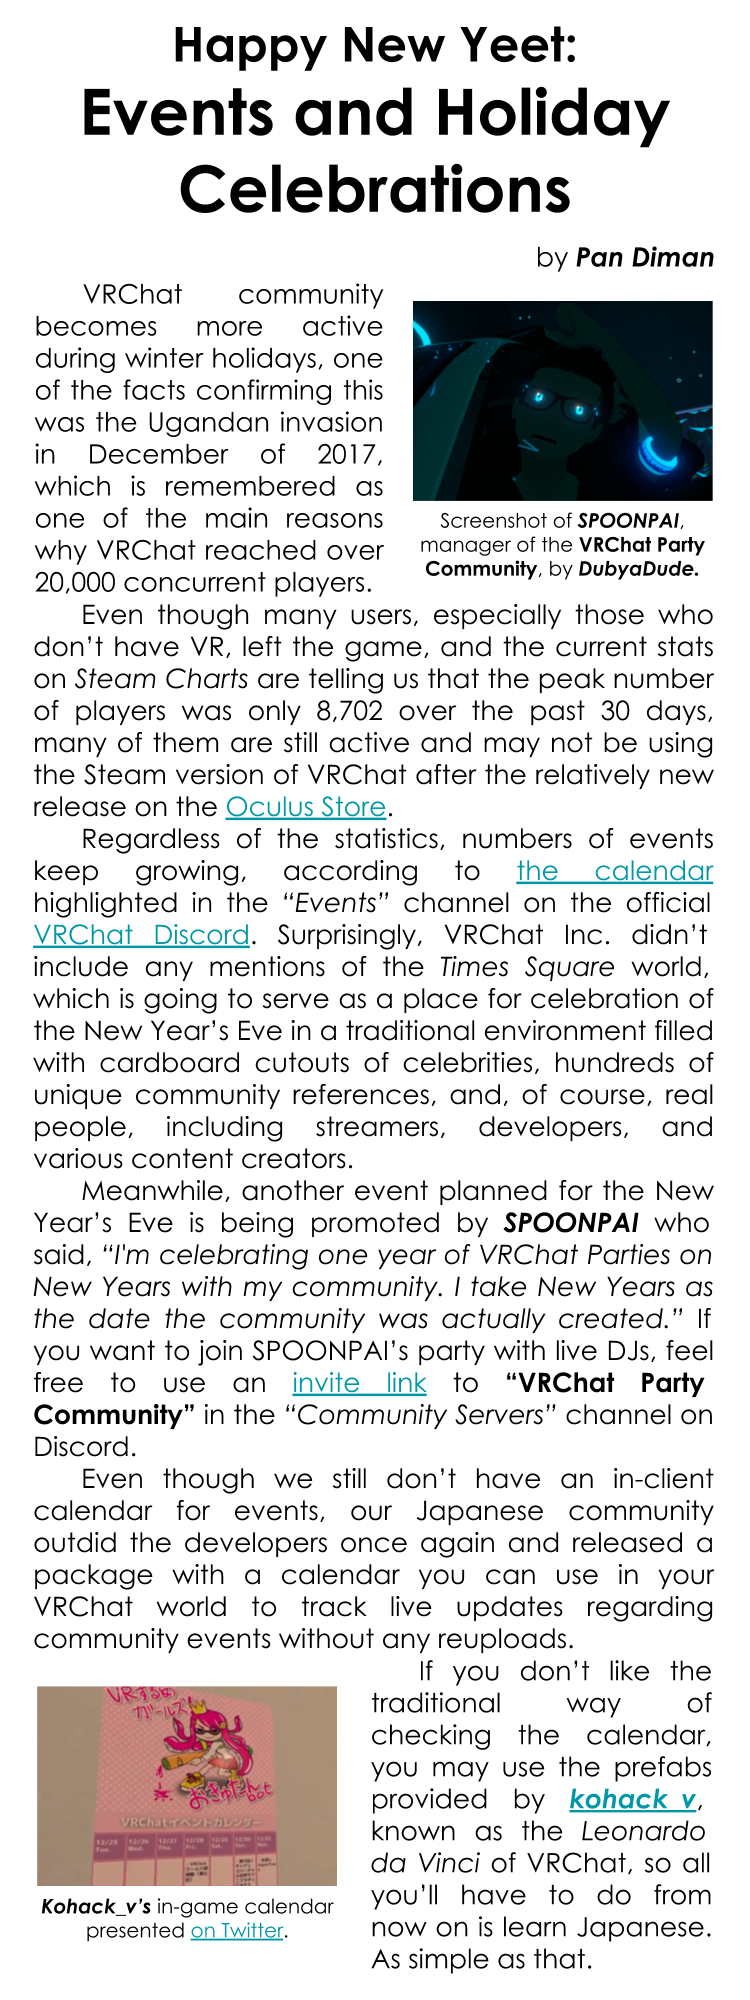 Happy New Yeet:
Events and Holiday
Celebrations
by Pan Diman
VRChat community
becomes more active
during winter holidays, one
of the facts confirming this
was the Ugandan invasion
in December of 2017,
which is remembered as
one of the main reasons
why VRChat reached over
20,000 concurrent players.
Screenshot of SPOONPAI,
manager of the VRChat Party
Community, by DubyaDude.
Even though many users, especially those who
don't have VR, left the game, and the current stats
on Steam Charts are telling us that the peak number
of players was only 8,702 over the past 30 days,
many of them are still active and may not be using
the Steam version of VRChat after the relatively new
release on the Oculus Store.
Regardless of the statistics, numbers of events
keep growing, according to the calendar
highlighted in the “Events” channel on the official
VRChat Discord. Surprisingly, VRChat Inc. didn't
include any mentions of the Times Square world,
which is going to serve as a place for celebration of
the New Year's Eve in a traditional environment filled
with cardboard cutouts of celebrities, hundreds of
unique community references, and, of course, real
people, including streamers, developers, and
various content creators.
Meanwhile, another event planned for the New
Year's Eve is being promoted by SPOONPAI who
said, “I'm celebrating one year of VRChat Parties on
New Years with my community. I take New Years as
the date the community was actually created.” If
you want to join SPOONPAI's party with live DJs, feel
free to use an invite link to “VRChat Party
Community” in the “Community Servers” channel on
Discord.
Even though we still don't have an in-client
calendar for events, our Japanese community
outdid the developers once again and released a
package with a calendar you can use in your
VRChat world to track live updates regarding
community events without any reuploads.
If you don't like the
traditional way of
checking the calendar,
you may use the prefabs
provided by kohack_v,
known as the Leonardo
da Vinci of VRChat, so all
you'll have to do from
now on is learn Japanese.
As simple as that.
VRするめ
ガールズ
おきゅたんbot
VRChatイベントカレンダー
12/25 12/26 12/27 12/28 12/29 12/30 12/31
Tue. Wed. Thu. Fri. Sat. Sun. Mon.
Kohack_v's in-game calendar
presented on Twitter.